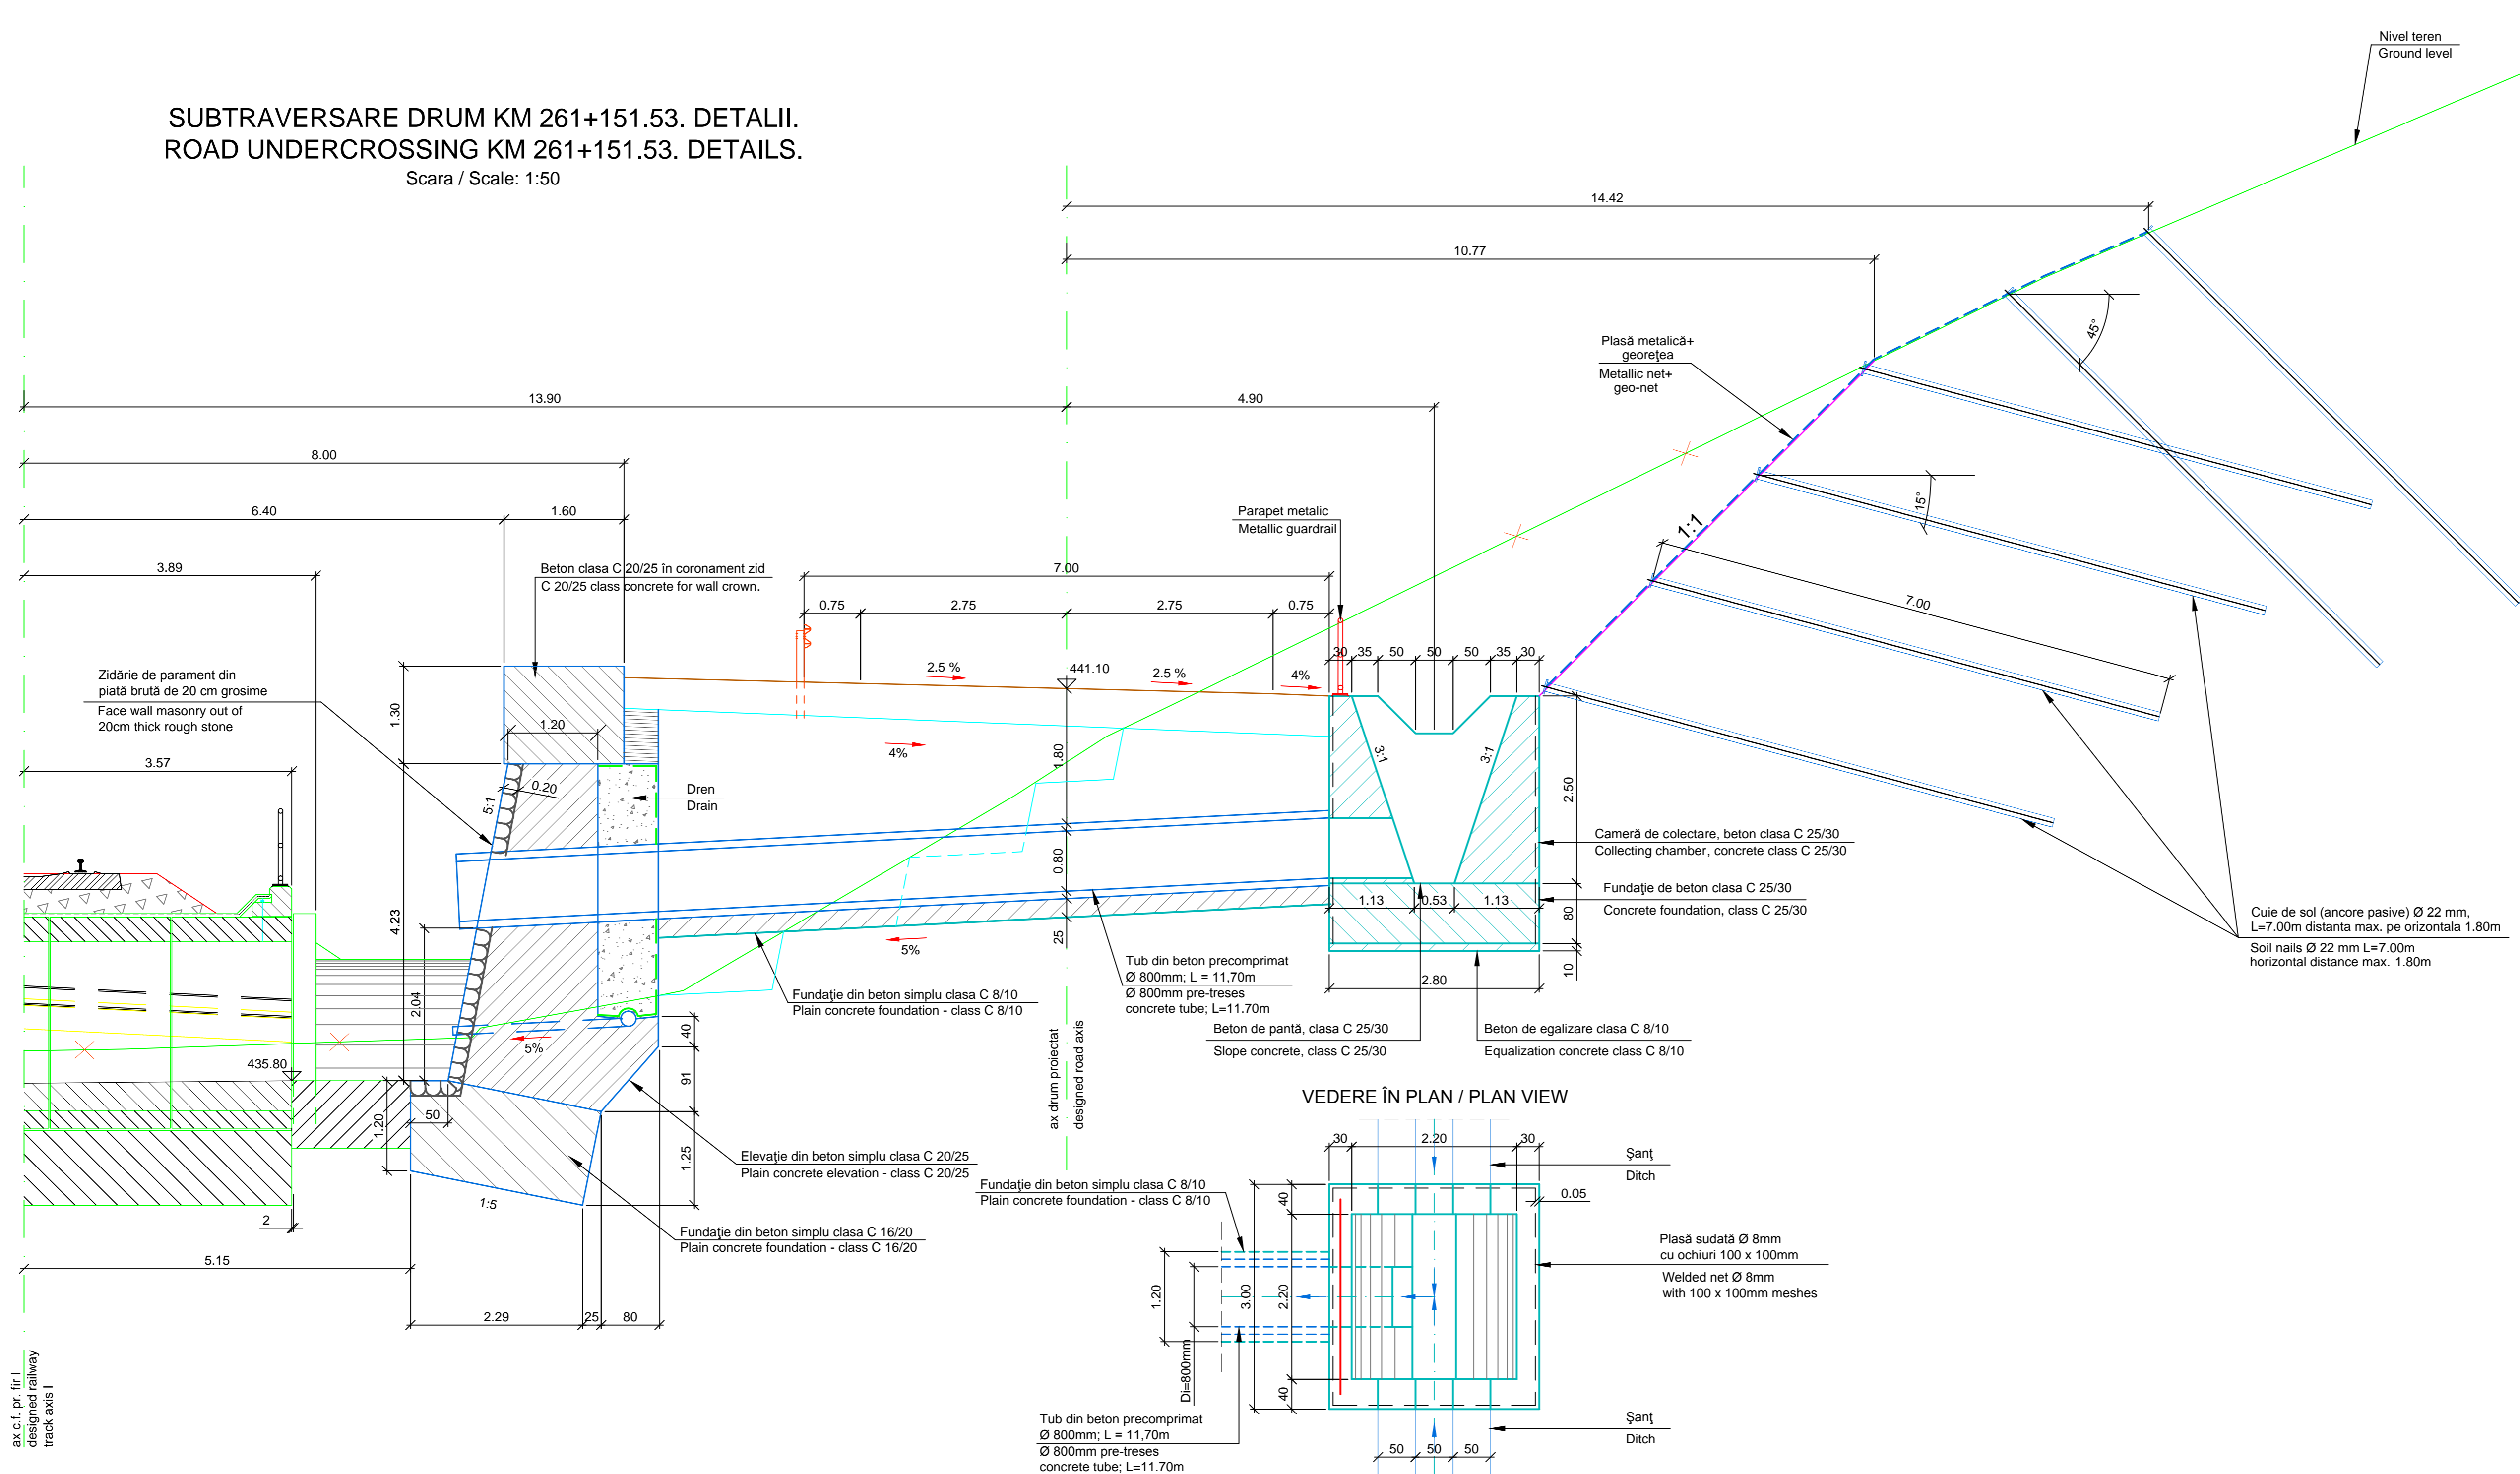 SUBTRAVERSARE DRUM KM 261+151.53. DETALII.
ROAD UNDERCROSSING KM 261+151.53. DETAILS.
Scara / Scale: 1:50
Nivel teren
Ground level
14.42
10.77
45°
Plasă metalică+
georeţea
Metallic net+
geo-net
13.90
4.90
8.00
15°
6.40
1.60
1:1
Parapet metalic
Metallic guardrail
3.89
Beton clasa C 20/25 în coronament zid
C 20/25 class concrete for wall crown.
7.00
0.75
2.75
2.75
0.75
7.00
30
35
50
50
50
35
30
Zidărie de parament din
piată brută de 20 cm grosime
Face wall masonry out of
20cm thick rough stone
2.5 %
441.10
2.5 %
4%
1.30
1.20
4%
1.80
3:1
3:1
2.50
3.57
5:1
0.20
Dren
Drain
0.80
Cameră de colectare, beton clasa C 25/30
Collecting chamber, concrete class C 25/30
Fundaţie de beton clasa C 25/30
Concrete foundation, class C 25/30
4.23
2.04
1.13
0.53
1.13
80
25
5%
10
2.80
Cuie de sol (ancore pasive) Ø 22 mm,
L=7.00m distanta max. pe orizontala 1.80m
Soil nails Ø 22 mm L=7.00m
horizontal distance max. 1.80m
Tub din beton precomprimat
Ø 800mm; L = 11,70m
Ø 800mm pre-treses
concrete tube; L=11.70m
Fundaţie din beton simplu clasa C 8/10
Plain concrete foundation - class C 8/10
Beton de pantă, clasa C 25/30
Slope concrete, class C 25/30
Beton de egalizare clasa C 8/10
Equalization concrete class C 8/10
5%
40
91
1.25
435.80
1.20
50
1:5
ax drum proiectat
designed road axis
Elevaţie din beton simplu clasa C 20/25
Plain concrete elevation - class C 20/25
Fundaţie din beton simplu clasa C 16/20
Plain concrete foundation - class C 16/20
2
5.15
2.29
25
80
ax c.f. pr. fir I
designed railway
track axis I
VEDERE ÎN PLAN / PLAN VIEW
30
2.20
30
Şanţ
Ditch
0.05
Fundaţie din beton simplu clasa C 8/10
Plain concrete foundation - class C 8/10
40
2.20
40
3.00
1.20
Di=800mm
Plasă sudată Ø 8mm
cu ochiuri 100 x 100mm
Welded net Ø 8mm
with 100 x 100mm meshes
Tub din beton precomprimat
Ø 800mm; L = 11,70m
Ø 800mm pre-treses
concrete tube; L=11.70m
Şanţ
Ditch
50
50
50